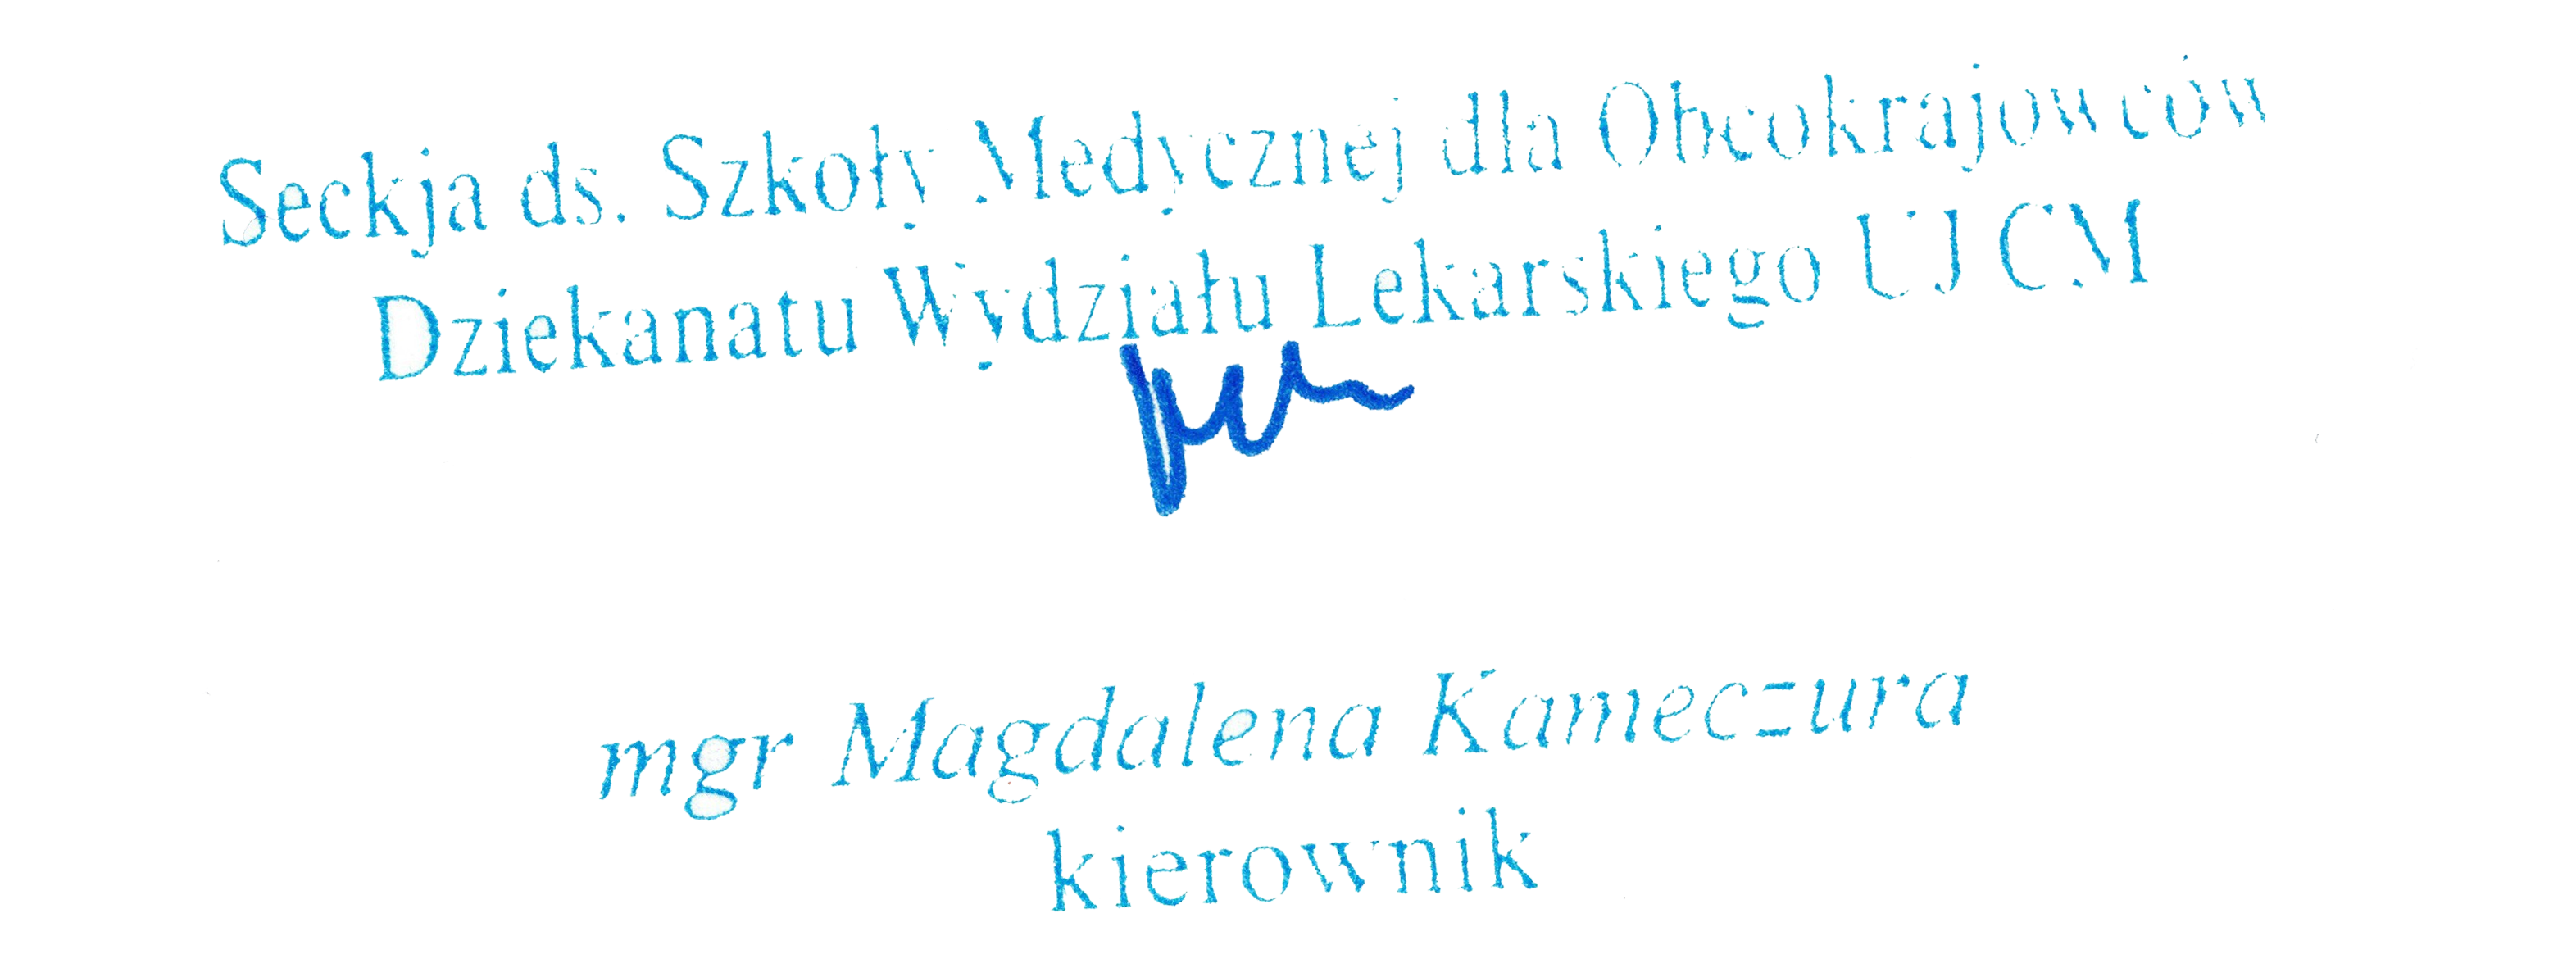 Seckja ds. Szkoły Medycznej dla Obcokrajowców
Dziekanatu Wydziału Lekarskiego UJ CM
mgr Magdalena Kameczura
kierownik